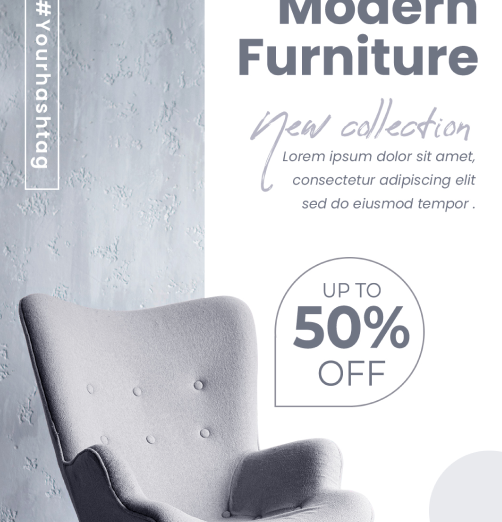 #Yourhashtag
Modern
Furniture
New collection
Lorem ipsum dolor sit amet,
consectetur adipiscing elit
sed do eiusmod tempor .
UP TO
50%
OFF